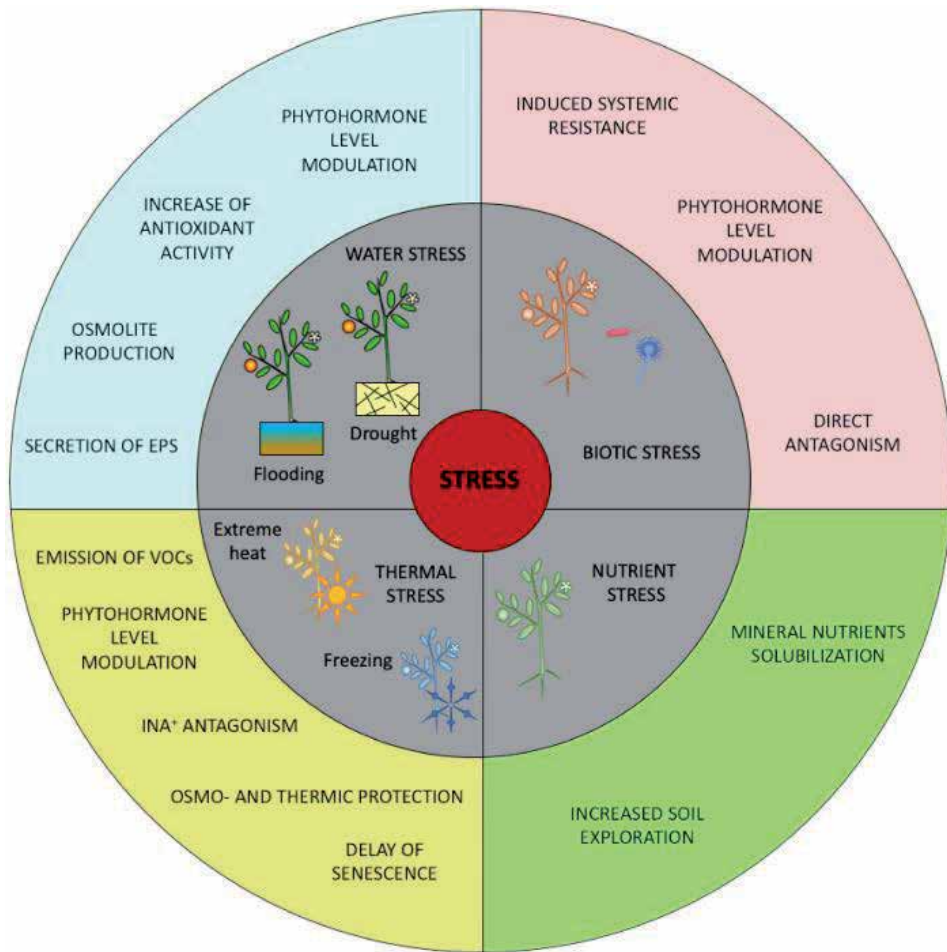 PHYTOHORMONE
LEVEL
MODULATION
INCREASE OF
ANTIOXIDANT
ACTIVITY
OSMOLITE
PRODUCTION
SECRETION OF EPS
INDUCED SYSTEMIC
RESISTANCE
PHYTOHORMONE
LEVEL
MODULATION
DIRECT
ANTAGONISM
WATER STRESS
Flooding
Drought
BIOTIC STRESS
STRESS
Extreme
heat
THERMAL
STRESS
Freezing
NUTRIENT
STRESS
EMISSION OF VOCs
PHYTOHORMONE
LEVEL
MODULATION
INA⁺ ANTAGONISM
OSMO- AND THERMIC PROTECTION
DELAY OF
SENESCENCE
MINERAL NUTRIENTS
SOLUBILIZATION
INCREASED SOIL
EXPLORATION